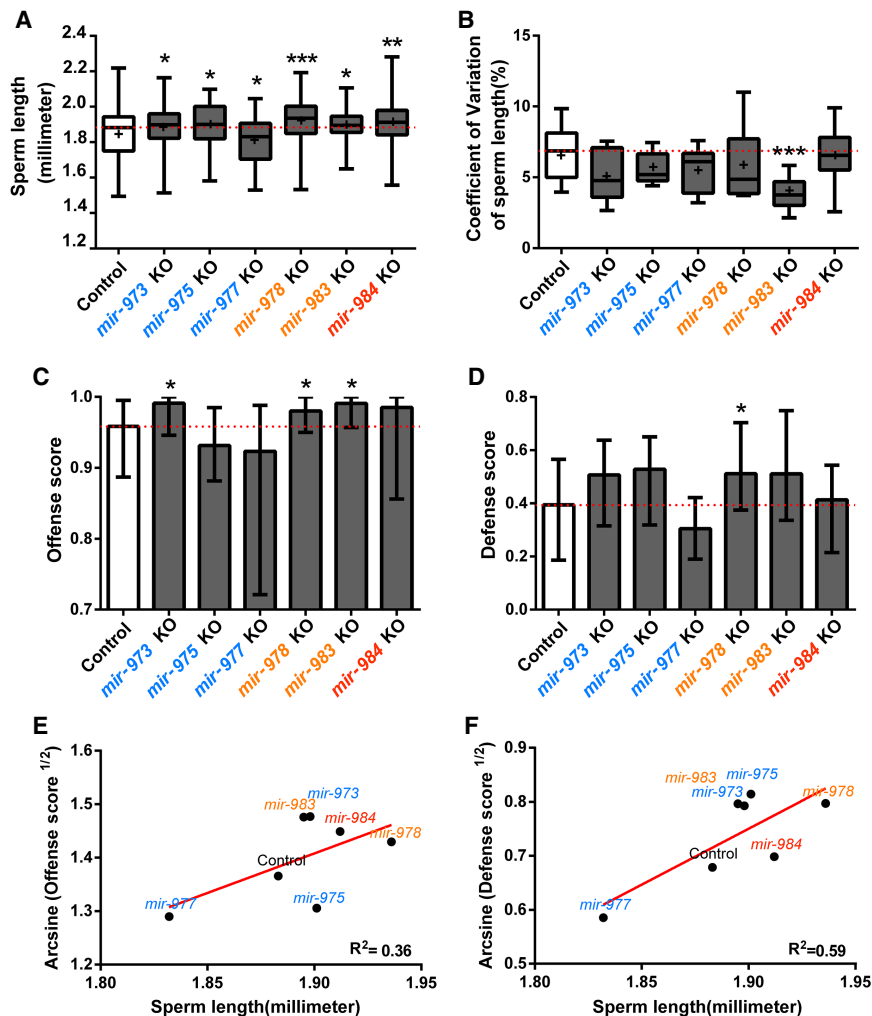 A
Sperm length
(millimeter)
2.4
2.2
2.0
1.8
1.6
1.4
1.2
* * * *** * **
Control
mir-973 KO
mir-975 KO
mir-977 KO
mir-978 KO
mir-983 KO
mir-984 KO
B
Coefficient of Variation
of sperm length(%)
15
10
5
0
***
Control
mir-973 KO
mir-975 KO
mir-977 KO
mir-978 KO
mir-983 KO
mir-984 KO
C
Offense score
1.0
0.9
0.8
0.7
* * *
Control
mir-973 KO
mir-975 KO
mir-977 KO
mir-978 KO
mir-983 KO
mir-984 KO
D
Defense score
0.8
0.6
0.4
0.2
0.0
*
Control
mir-973 KO
mir-975 KO
mir-977 KO
mir-978 KO
mir-983 KO
mir-984 KO
E
Arcsine (Offense score 1/2)
1.6
1.5
1.4
1.3
1.2
mir-973
mir-983
mir-984
mir-978
Control
mir-977
mir-975
R2= 0.36
1.80 1.85 1.90 1.95
Sperm length(millimeter)
F
Arcsine (Defense score 1/2)
0.9
0.8
0.7
0.6
0.5
mir-983 mir-975
mir-973 mir-978
Control mir-984
mir-977
R2=0.59
1.80 1.85 1.90 1.95
Sperm length(millimeter)